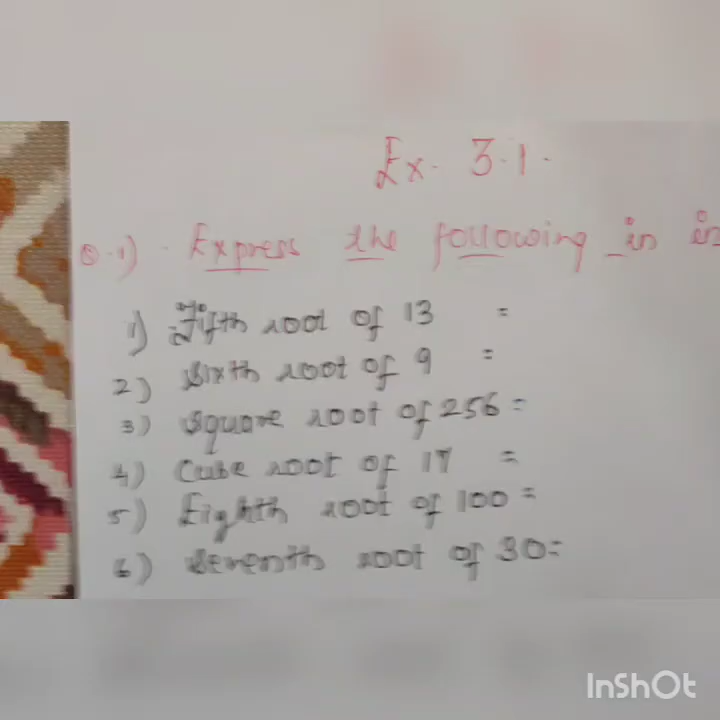 Ex. 3.1.
Q.1) Express the following in in
1) Fifth root of 13 =
2) Sixth root of 9 =
3) Square root of 256 =
4) Cube root of 17 =
5) Eighth root of 100 =
6) Seventh root of 30 =
InShOt